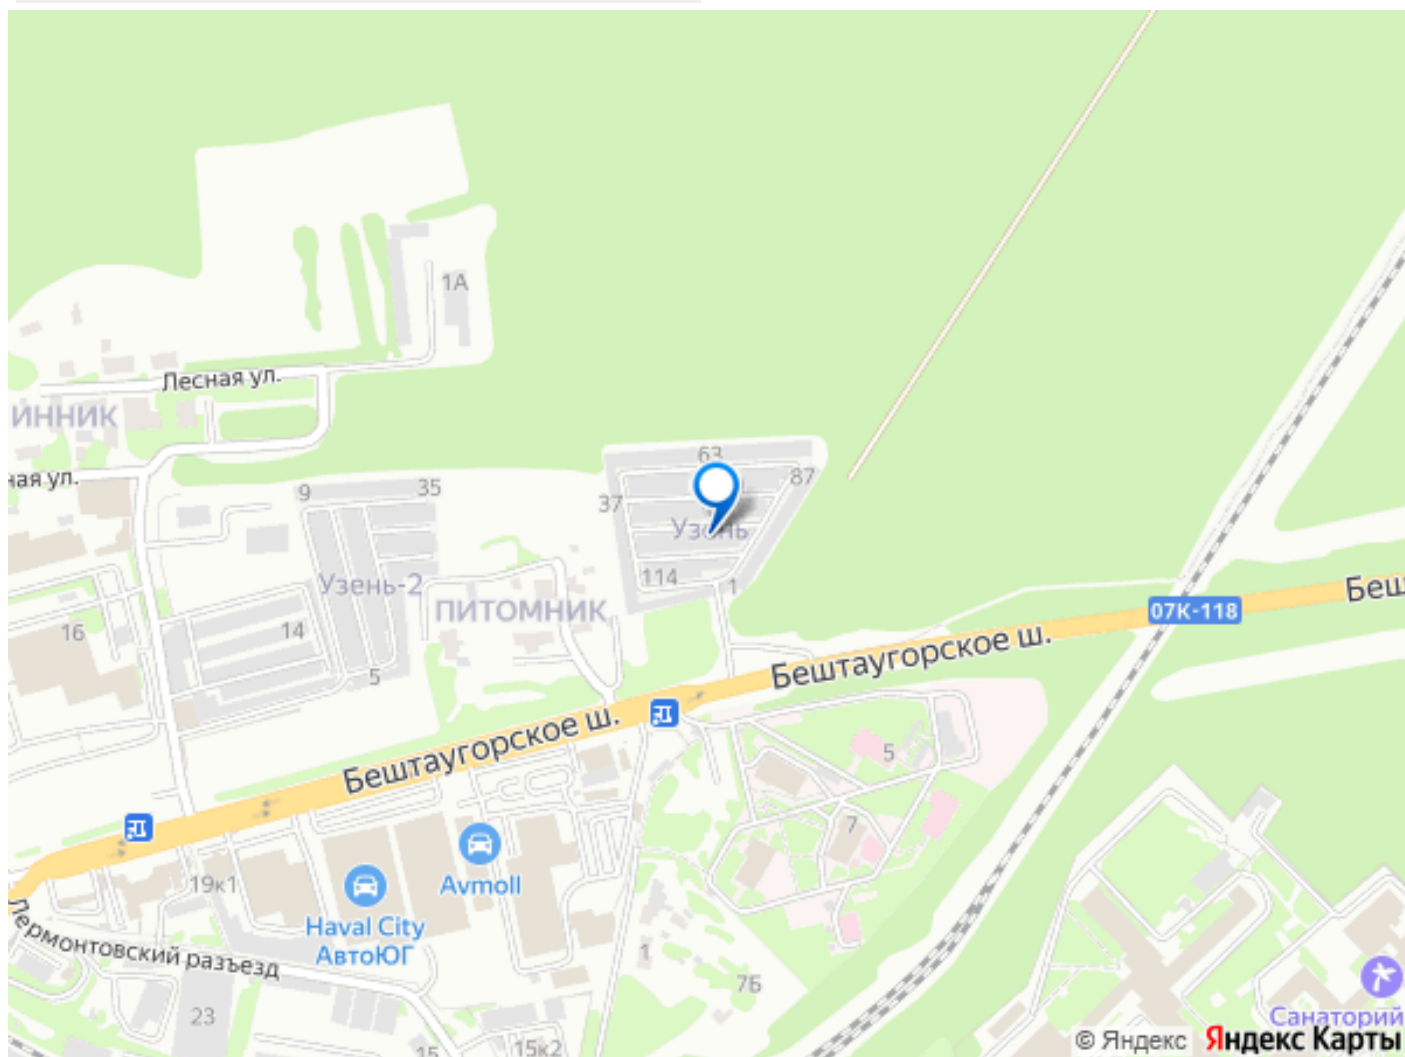 1А
Лесная ул.
ИННИК
ная ул.
9
35
63
87
37
Узень
114
1
Узень-2
ПИТОМНИК
16
14
5
07К-118
Беш
Бештаугорское ш.
Бештаугорское ш.
5
7
Avmoll
19к1
Haval City
АвтоЮГ
Лермонтовский разъезд
1
7Б
23
15
15к2
Санаторий
© Яндекс Яндекс Карты